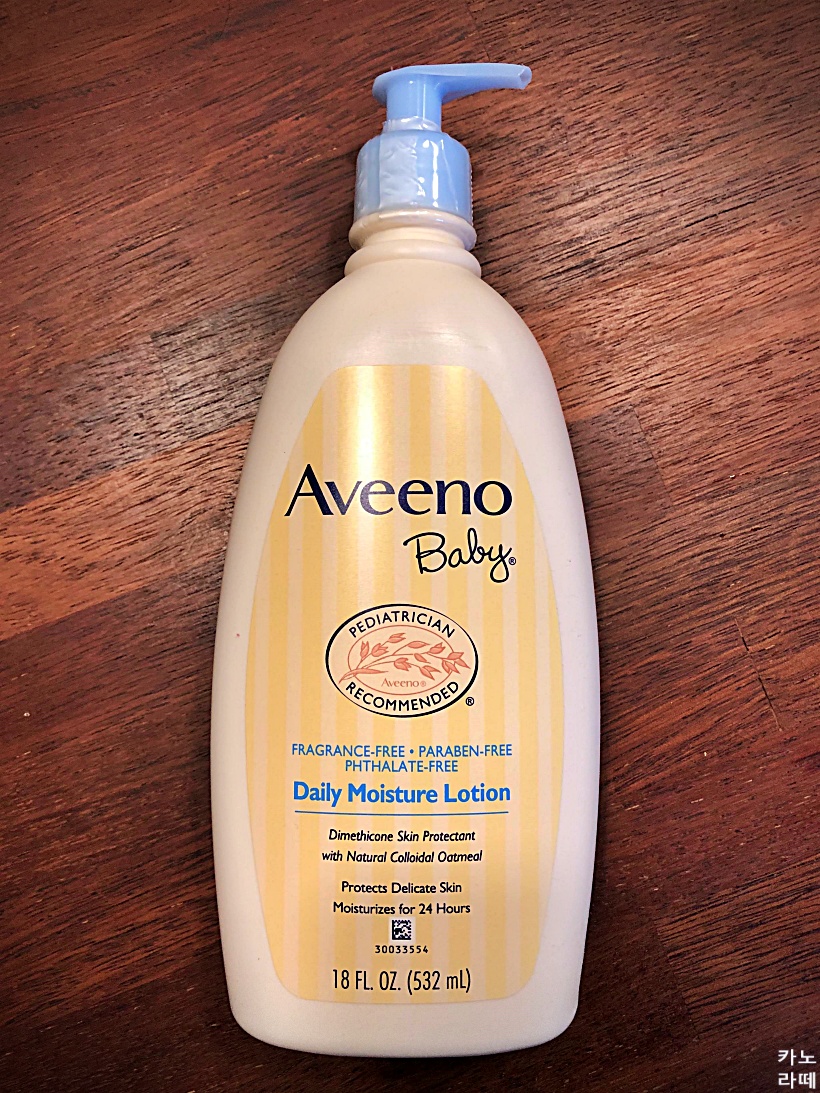 Aveeno
Baby®
PEDIATRICIAN
Aveeno®
RECOMMENDED
®
FRAGRANCE-FREE • PARABEN-FREE
PHTHALATE-FREE
Daily Moisture Lotion
Dimethicone Skin Protectant
with Natural Colloidal Oatmeal
Protects Delicate Skin
Moisturizes for 24 Hours
30033554
18 FL. OZ. (532 mL)
카노
라떼